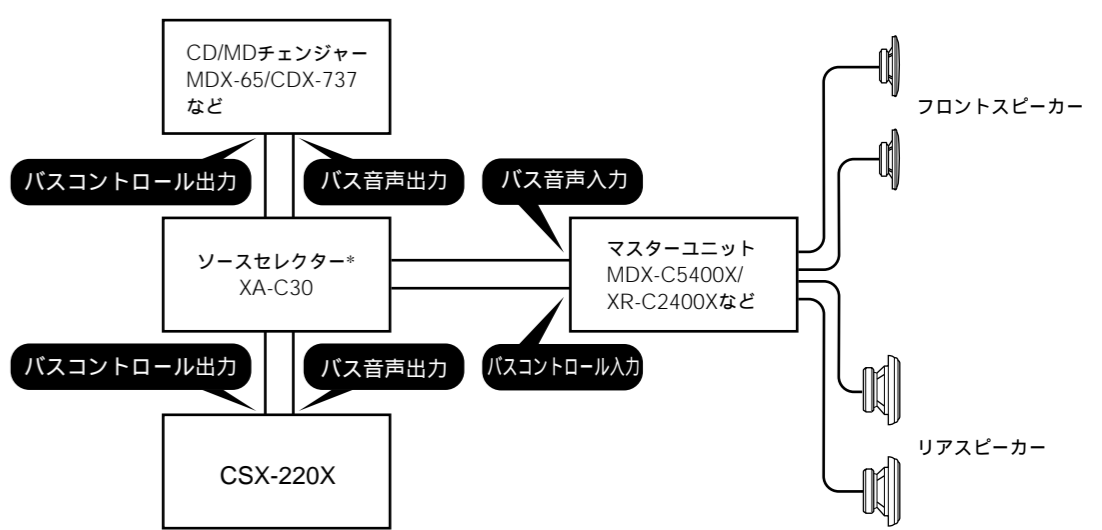 CD/MDチェンジャー
MDX-65/CDX-737
など
バスコントロール出力
バス音声出力
バス音声入力
フロントスピーカー
ソースセレクター*
XA-C30
マスターユニット
MDX-C5400X/
XR-C2400Xなど
バスコントロール出力
バス音声出力
バスコントロール入力
リアスピーカー
CSX-220X